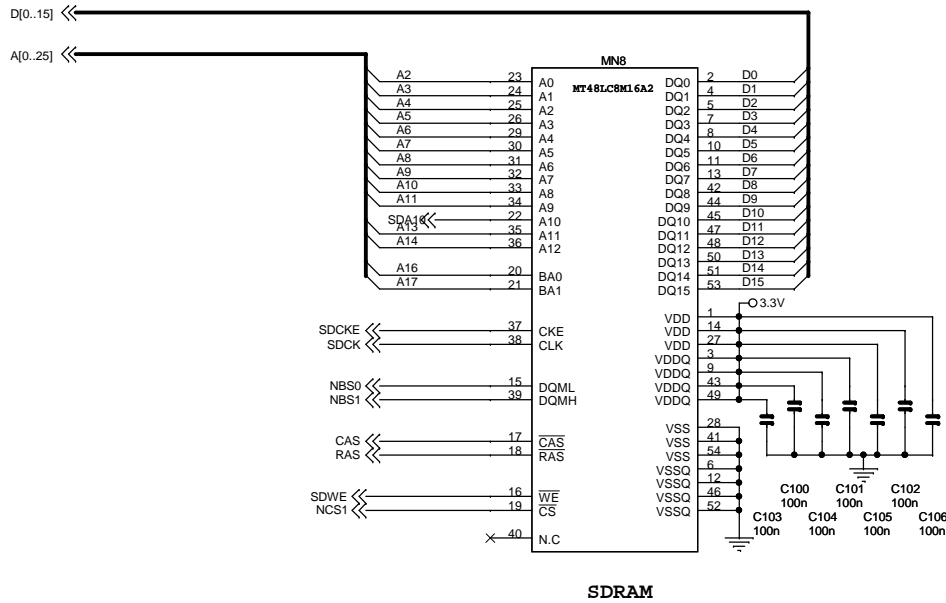 D[0..15]
A[0..25]
MN8
MT48LC8M16A2
A2 23 A0 DQ0 2 D0
A3 24 A1 DQ1 4 D1
A4 25 A2 DQ2 5 D2
A5 26 A3 DQ3 7 D3
A6 29 A4 DQ4 8 D4
A7 30 A5 DQ5 10 D5
A8 31 A6 DQ6 11 D6
A9 32 A7 DQ7 13 D7
A10 33 A8 DQ8 42 D8
A11 34 A9 DQ9 44 D9
SDA10 22 A10 DQ10 45 D10
A13 35 A11 DQ11 47 D11
A14 36 A12 DQ12 48 D12
DQ13 50 D13
A16 20 BA0 DQ14 51 D14
A17 21 BA1 DQ15 53 D15
3.3V
VDD 1
SDCKE 37 CKE VDD 14
SDCK 38 CLK VDD 27
VDDQ 3
VDDQ 9
NBS0 15 DQML VDDQ 43
NBS1 39 DQMH VDDQ 49
VSS 28
CAS 17 CAS VSS 41
RAS 18 RAS VSS 54
VSSQ 6
VSSQ 12
SDWE 16 WE VSSQ 46
NCS1 19 CS VSSQ 52
40 N.C
C100 C101 C102
100n 100n 100n
C103 C104 C105 C106
100n 100n 100n 100n
SDRAM